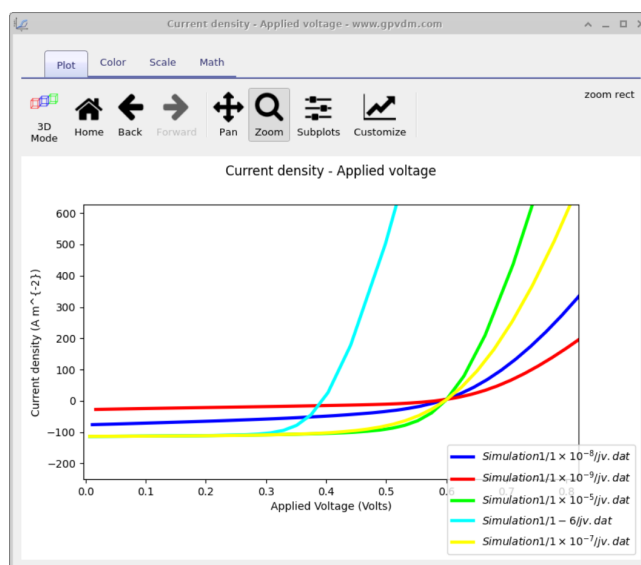 Current density - Applied voltage - www.gpvdm.com
Plot Color Scale Math
3D Mode Home Back Forward Pan Zoom Subplots Customize
zoom rect
Current density - Applied voltage
Current density (A m^{-2})
600
500
400
300
200
100
0
−100
−200
0.0 0.1 0.2 0.3 0.4 0.5 0.6 0.7 0.8
Applied Voltage (Volts)
Simulation1/1 × 10⁻⁸/jv.dat
Simulation1/1 × 10⁻⁹/jv.dat
Simulation1/1 × 10⁻⁵/jv.dat
Simulation1/1 − 6/jv.dat
Simulation1/1 × 10⁻⁷/jv.dat